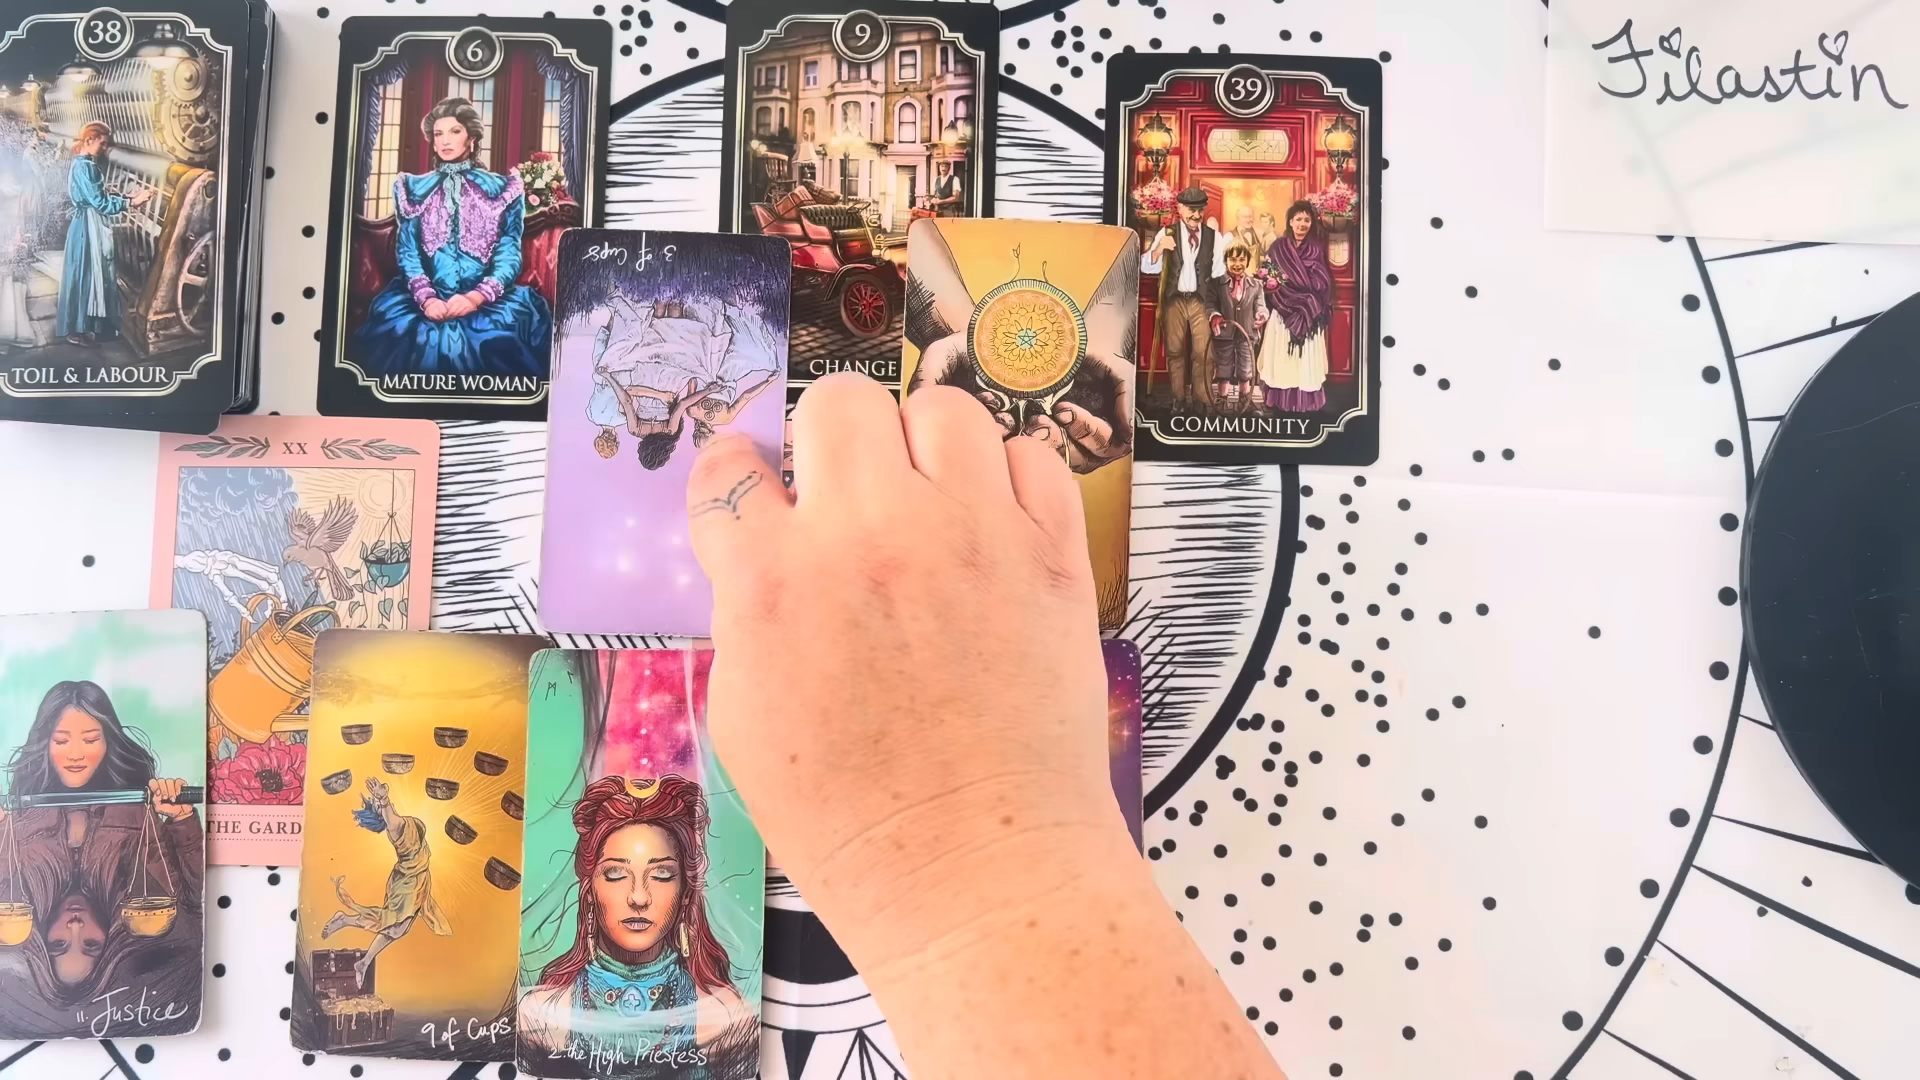 38
TOIL & LABOUR
6
MATURE WOMAN
9
CHANGE
39
COMMUNITY
Filastin
3 of Cups
XX
THE GARD
11. Justice
9 of Cups
2. the High Priestess